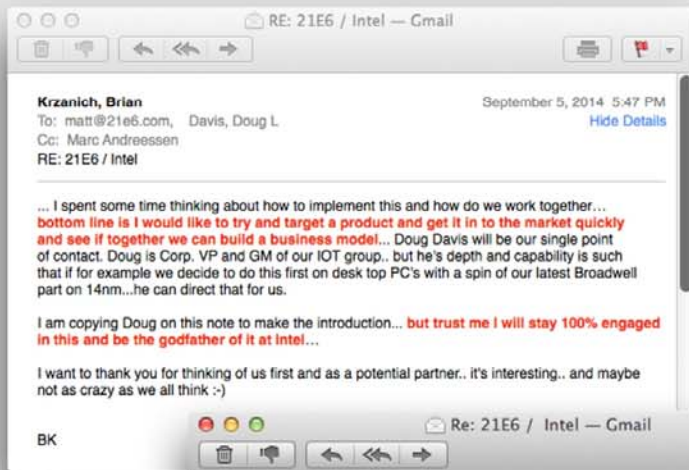 RE: 21E6 / Intel — Gmail
Krzanich, Brian
September 5, 2014 5:47 PM
To: matt@21e6.com, Davis, Doug L
Hide Details
Cc: Marc Andreessen
RE: 21E6 / Intel
... I spent some time thinking about how to implement this and how do we work together…
bottom line is I would like to try and target a product and get it in to the market quickly
and see if together we can build a business model... Doug Davis will be our single point
of contact. Doug is Corp. VP and GM of our IOT group.. but he's depth and capability is such
that if for example we decide to do this first on desk top PC's with a spin of our latest Broadwell
part on 14nm...he can direct that for us.
I am copying Doug on this note to make the introduction... but trust me I will stay 100% engaged
in this and be the godfather of it at Intel…
I want to thank you for thinking of us first and as a potential partner.. it's interesting.. and maybe
not as crazy as we all think :-)
BK
Re: 21E6 / Intel — Gmail